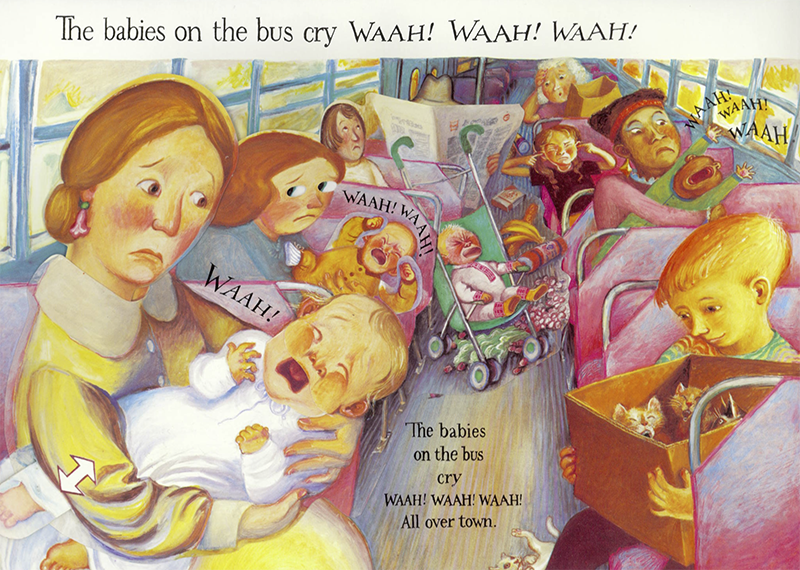 The babies on the bus cry WAAH! WAAH! WAAH!
WAAH!
WAAH!
WAAH
WAAH! WAAH!
WAAH!
The babies
on the bus
cry
WAAH! WAAH! WAAH!
All over town.